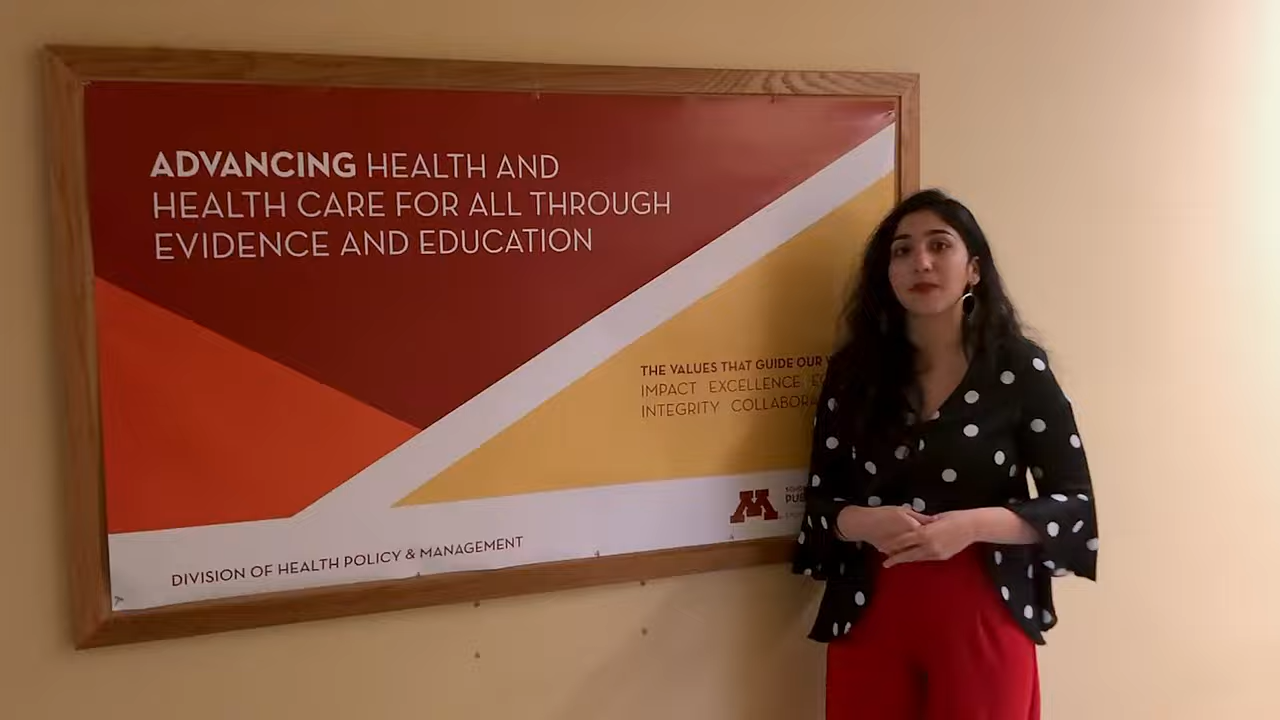 ADVANCING HEALTH AND
HEALTH CARE FOR ALL THROUGH
EVIDENCE AND EDUCATION
THE VALUES THAT GUIDE OUR
IMPACT EXCELLENCE
INTEGRITY
M
DIVISION OF HEALTH POLICY & MANAGEMENT